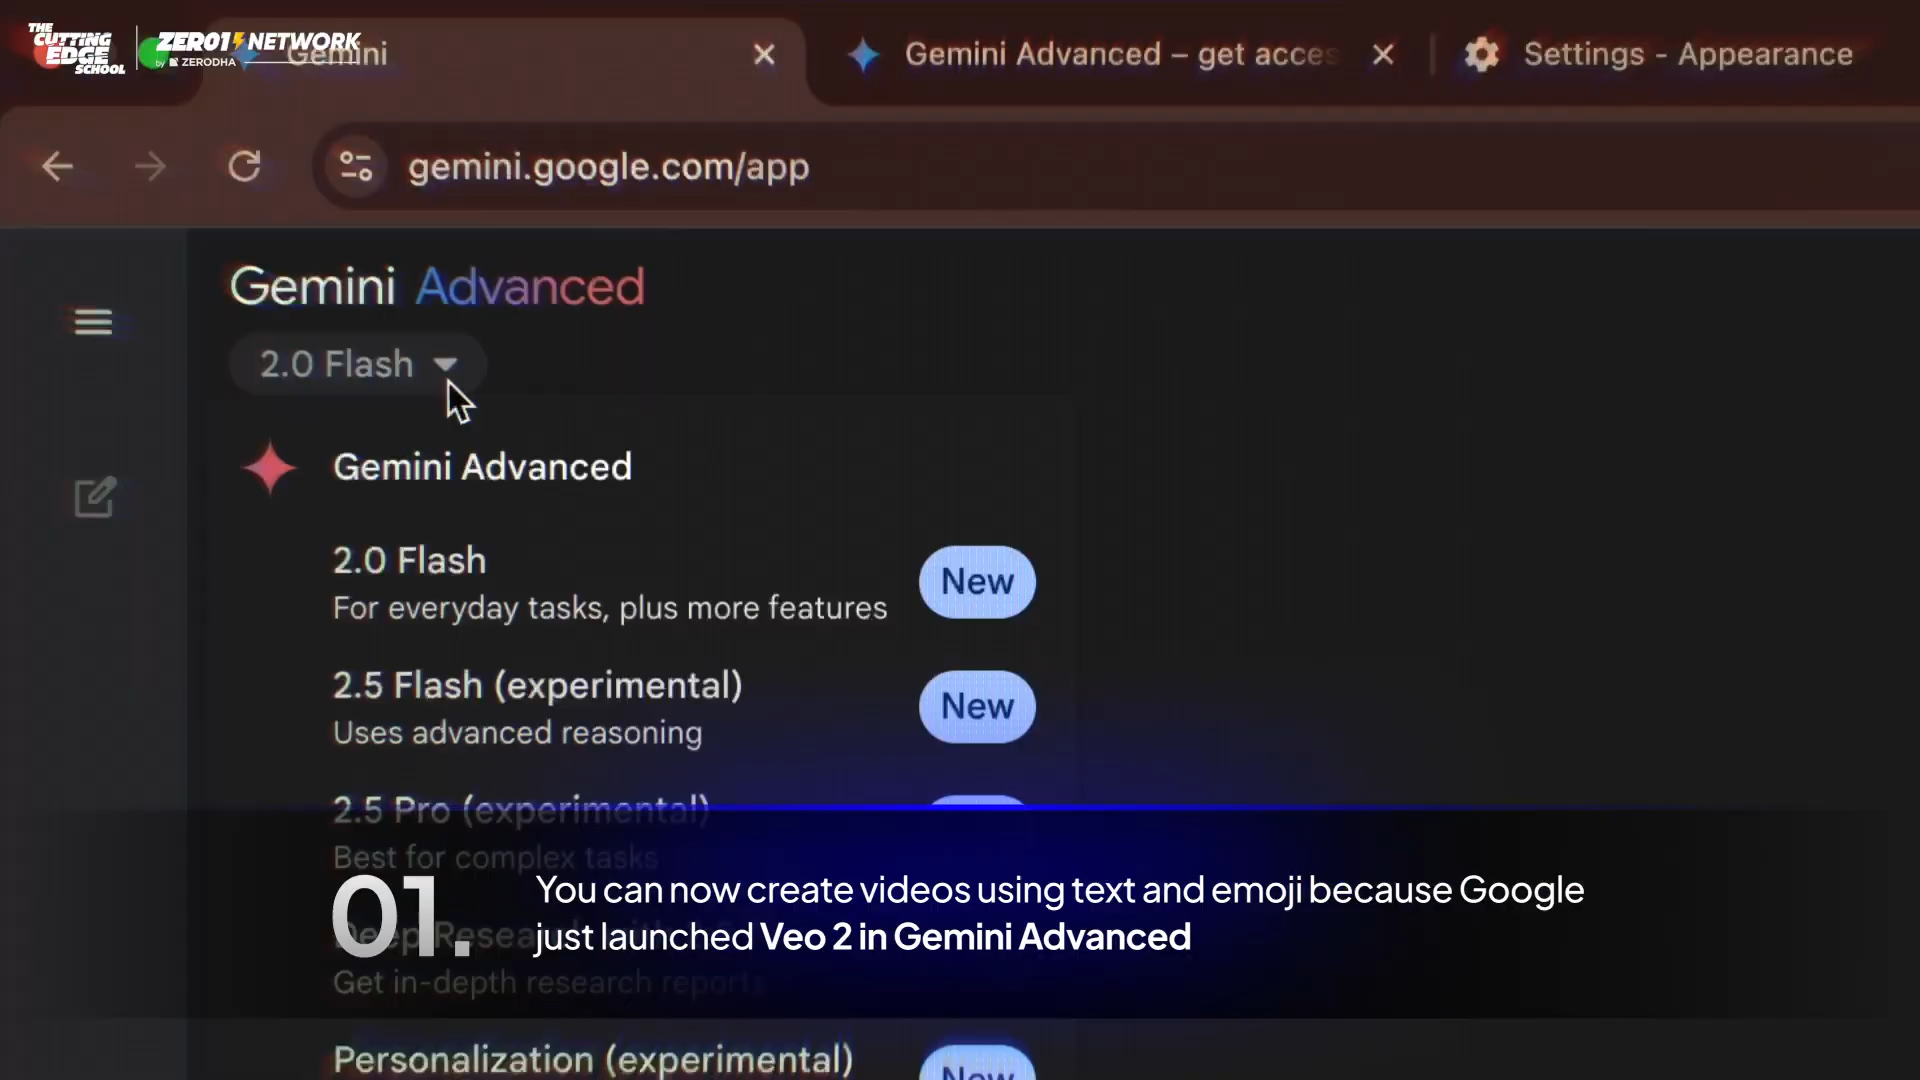 THE CUTTING EDGE SCHOOL
ZERO1 NETWORK
by ZERODHA
Gemini
Gemini Advanced – get acces
Settings - Appearance
gemini.google.com/app
Gemini Advanced
2.0 Flash
Gemini Advanced
2.0 Flash
New
For everyday tasks, plus more features
2.5 Flash (experimental)
New
Uses advanced reasoning
2.5 Pro (experimental)
Best for complex tasks
01.
You can now create videos using text and emoji because Google
just launched Veo 2 in Gemini Advanced
Deep Resea
Get in-depth research reports
Personalization (experimental)
New